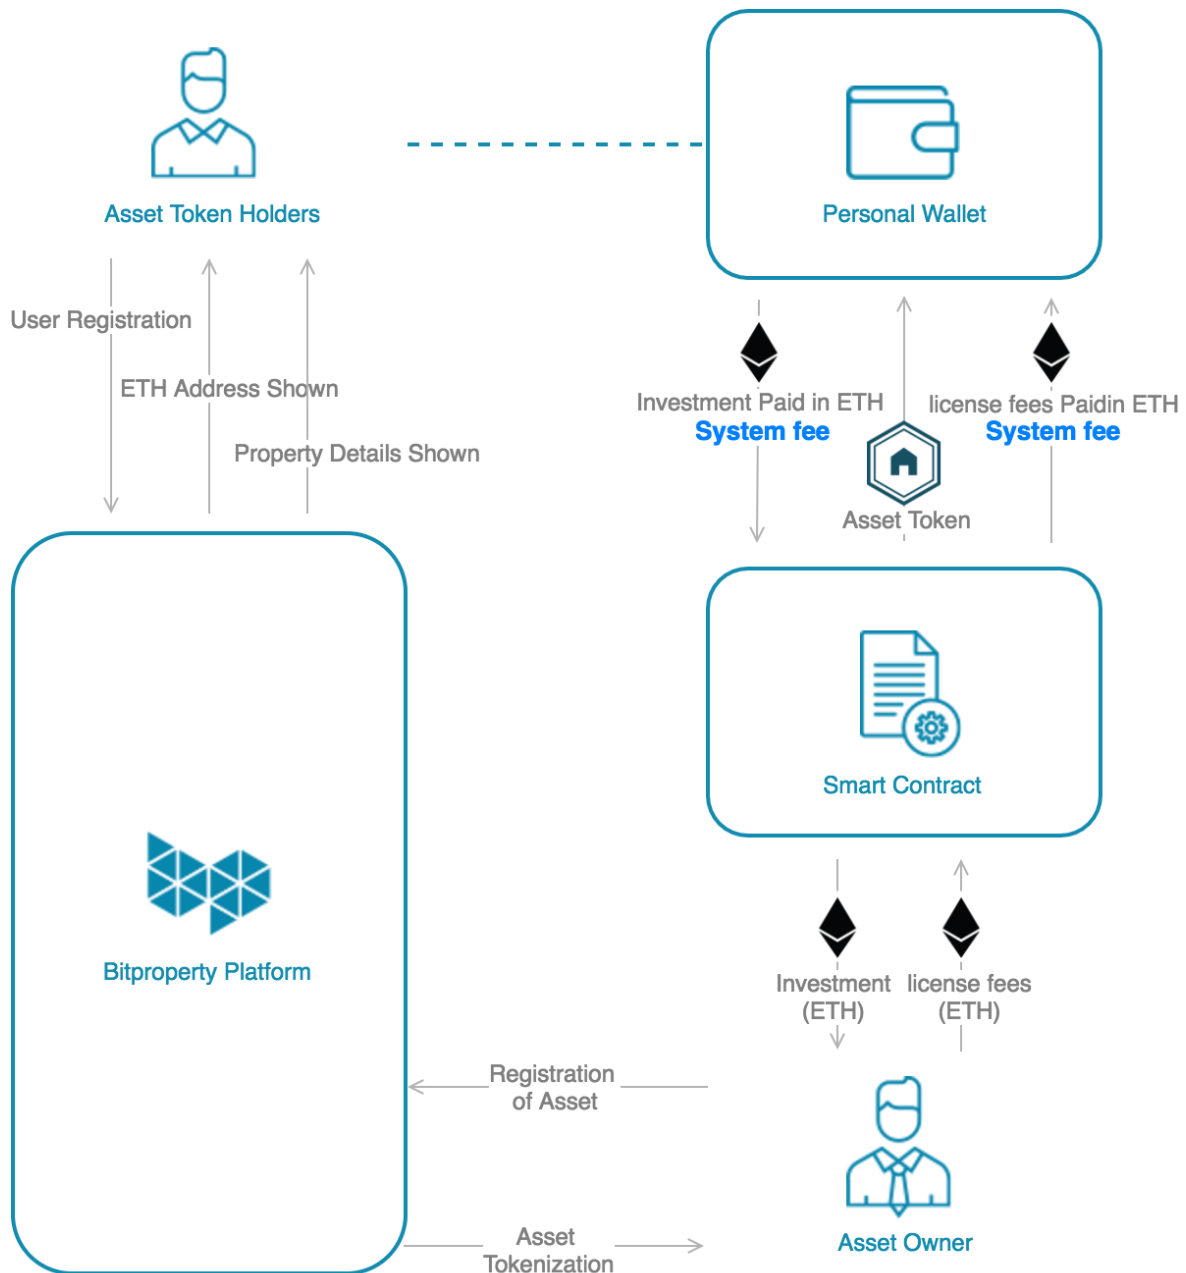 Asset Token Holders
Personal Wallet
User Registration
ETH Address Shown
Property Details Shown
Investment Paid in ETH
System fee
license fees Paidin ETH
System fee
Asset Token
Smart Contract
Bitproperty Platform
Investment
(ETH)
license fees
(ETH)
Registration
of Asset
Asset
Tokenization
Asset Owner